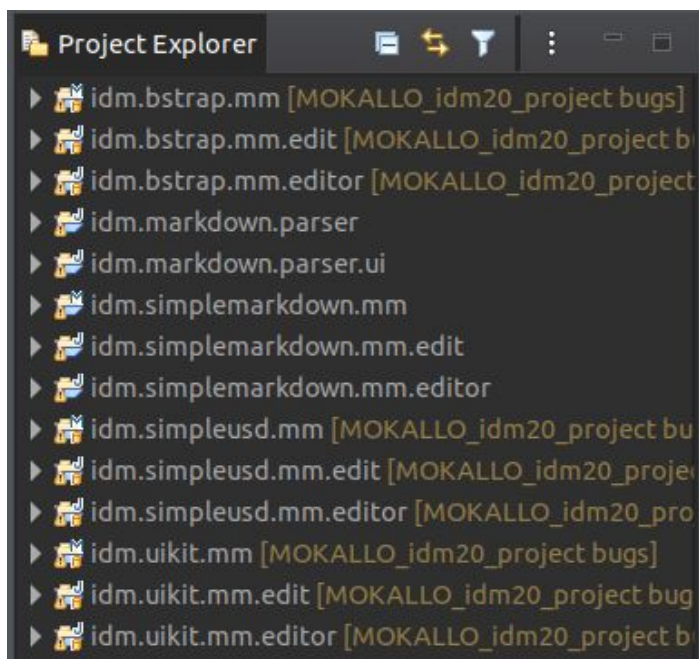 Project Explorer
idm.bstrap.mm [MOKALLO_idm20_project bugs]
idm.bstrap.mm.edit [MOKALLO_idm20_project b
idm.bstrap.mm.editor [MOKALLO_idm20_project
idm.markdown.parser
idm.markdown.parser.ui
idm.simplemarkdown.mm
idm.simplemarkdown.mm.edit
idm.simplemarkdown.mm.editor
idm.simpleusd.mm [MOKALLO_idm20_project bu
idm.simpleusd.mm.edit [MOKALLO_idm20_proje
idm.simpleusd.mm.editor [MOKALLO_idm20_pro
idm.uikit.mm [MOKALLO_idm20_project bugs]
idm.uikit.mm.edit [MOKALLO_idm20_project bug
idm.uikit.mm.editor [MOKALLO_idm20_project b